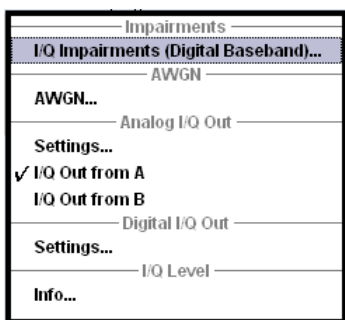 Impairments
I/Q Impairments (Digital Baseband)...
AWGN
AWGN...
Analog I/Q Out
Settings...
I/Q Out from A
I/Q Out from B
Digital I/Q Out
Settings...
I/Q Level
Info...